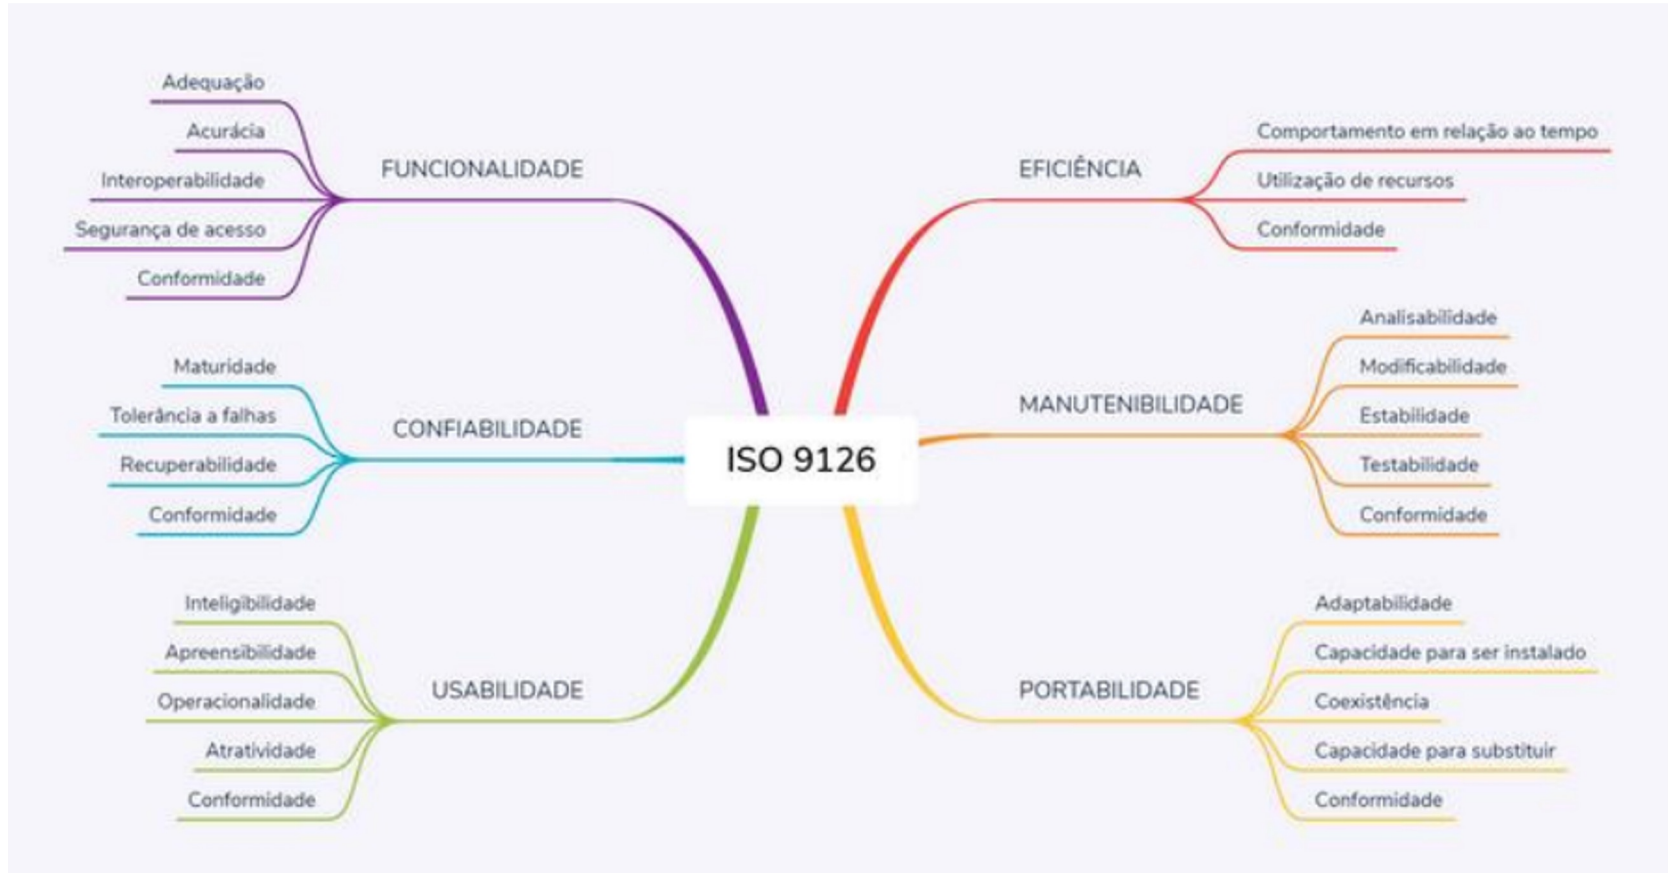 Adequação
Acurácia
Interoperabilidade
Segurança de acesso
Conformidade
FUNCIONALIDADE
Maturidade
Tolerância a falhas
Recuperabilidade
Conformidade
CONFIABILIDADE
Inteligibilidade
Apreensibilidade
Operacionalidade
Atratividade
Conformidade
USABILIDADE
ISO 9126
EFICIÊNCIA
Comportamento em relação ao tempo
Utilização de recursos
Conformidade
MANUTENIBILIDADE
Analisabilidade
Modificabilidade
Estabilidade
Testabilidade
Conformidade
PORTABILIDADE
Adaptabilidade
Capacidade para ser instalado
Coexistência
Capacidade para substituir
Conformidade